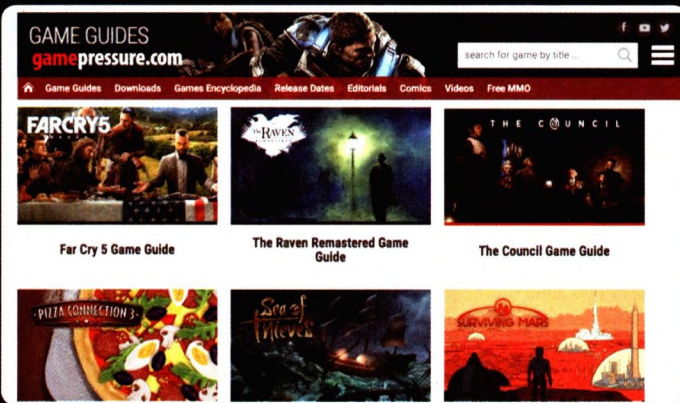 GAME GUIDES
gamepressure.com
search for game by title ...
Game Guides Downloads Games Encyclopedia Release Dates Editorials Comics Videos Free MMO
FARCRY5
THE RAVEN
REMASTERED
THE COUNCIL
Far Cry 5 Game Guide
The Raven Remastered Game
Guide
The Council Game Guide
PIZZA CONNECTION 3
Sea of
Thieves
SURVIVING MARS